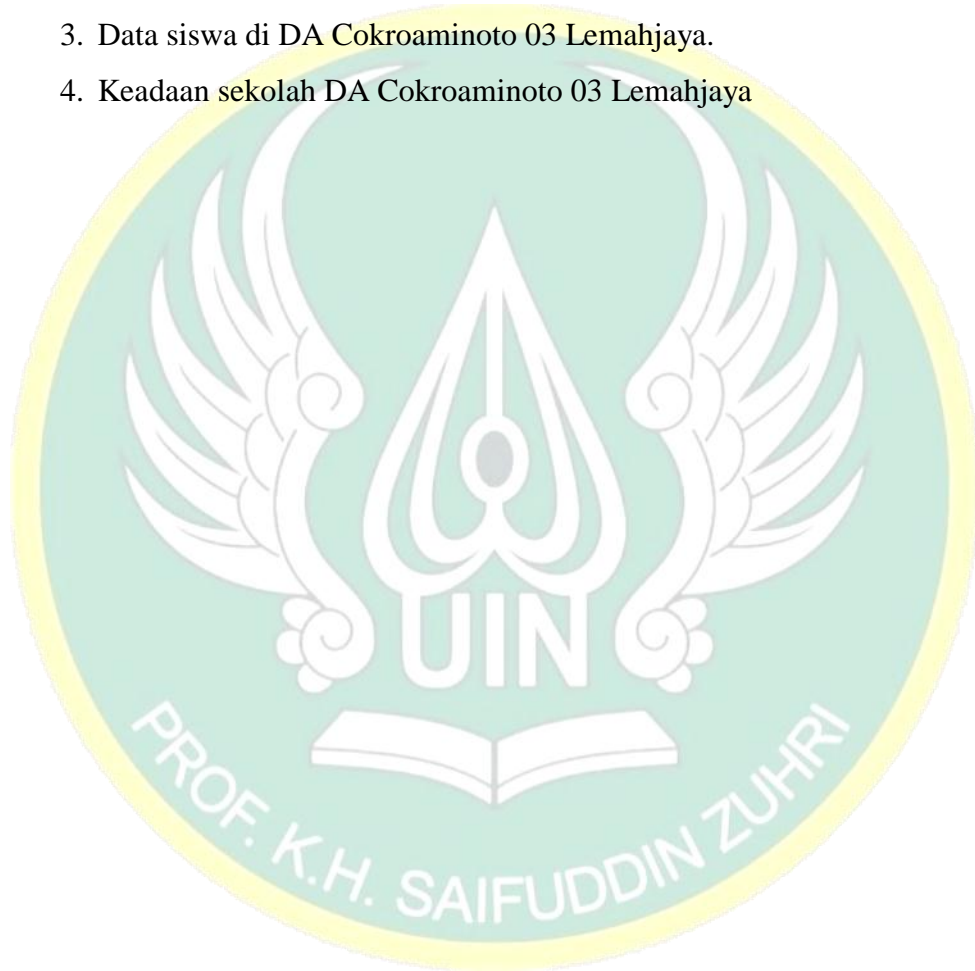 3. Data siswa di DA Cokroaminoto 03 Lemahjaya.
4. Keadaan sekolah DA Cokroaminoto 03 Lemahjaya
UIN
PROF. K.H. SAIFUDDIN ZUHRI